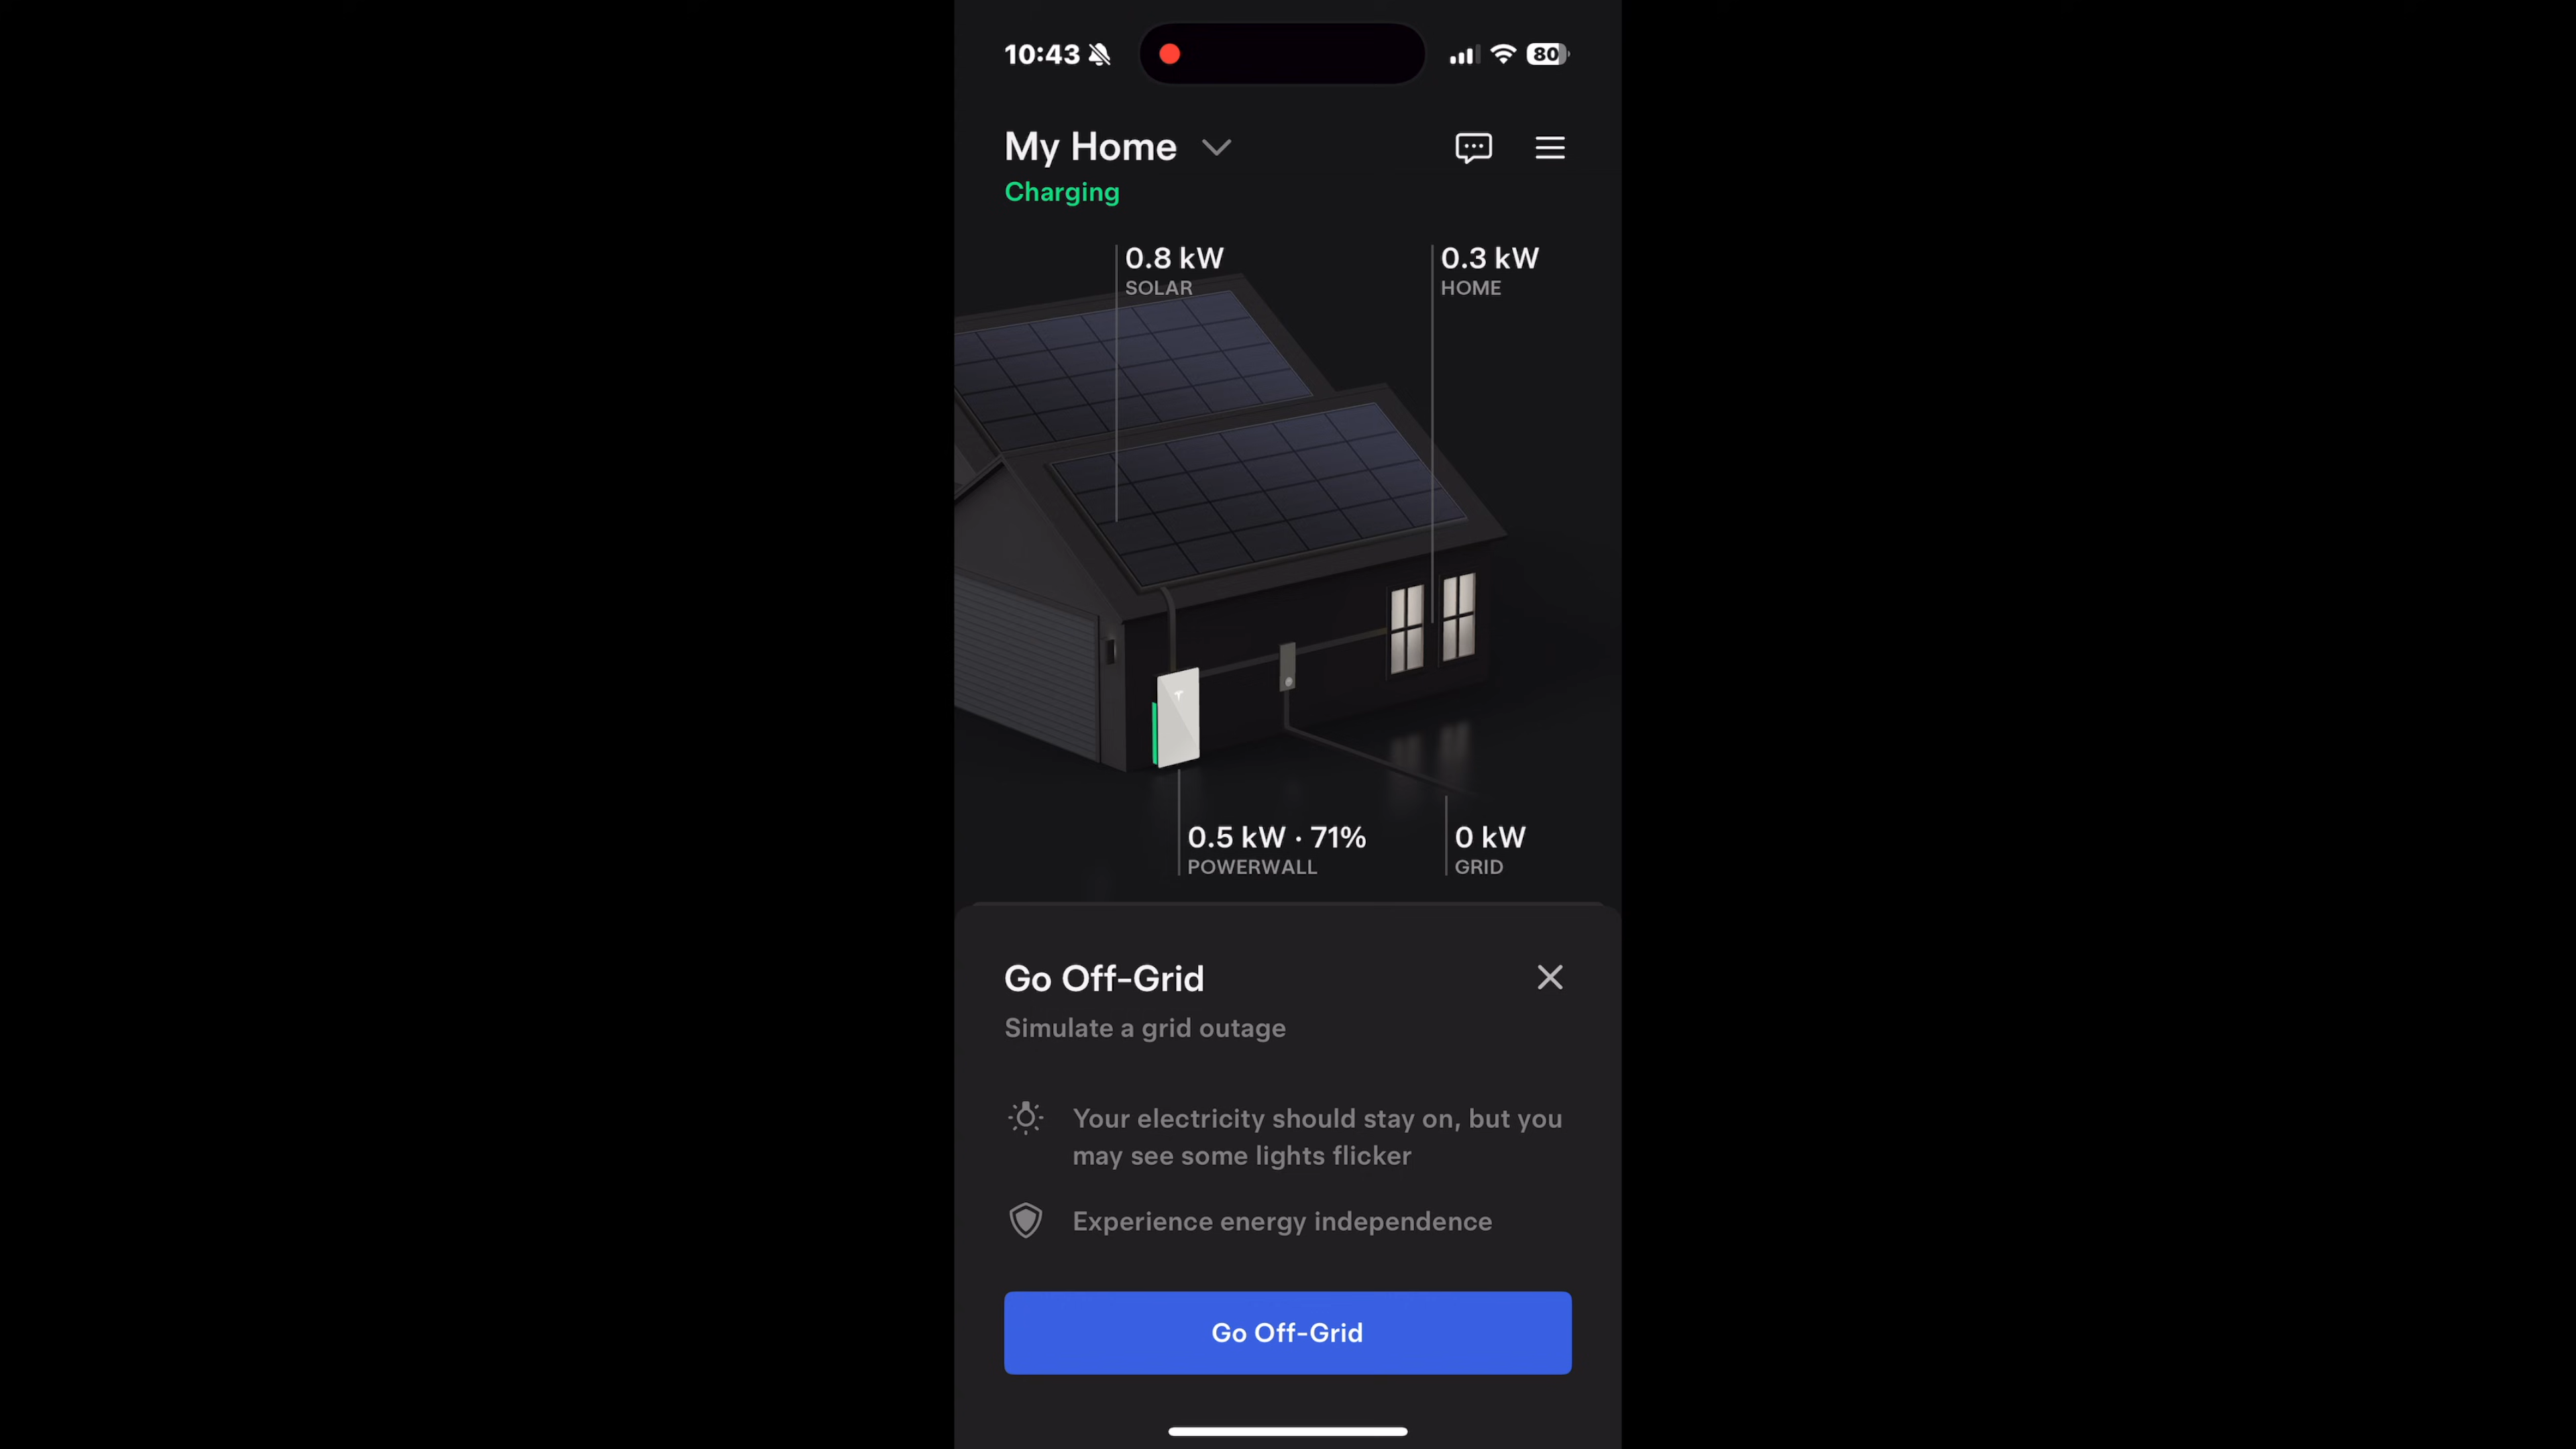 10:43
80
My Home
Charging
0.8 kW
SOLAR
0.3 kW
HOME
0.5 kW · 71%
POWERWALL
0 kW
GRID
Go Off-Grid
Simulate a grid outage
Your electricity should stay on, but you
may see some lights flicker
Experience energy independence
Go Off-Grid